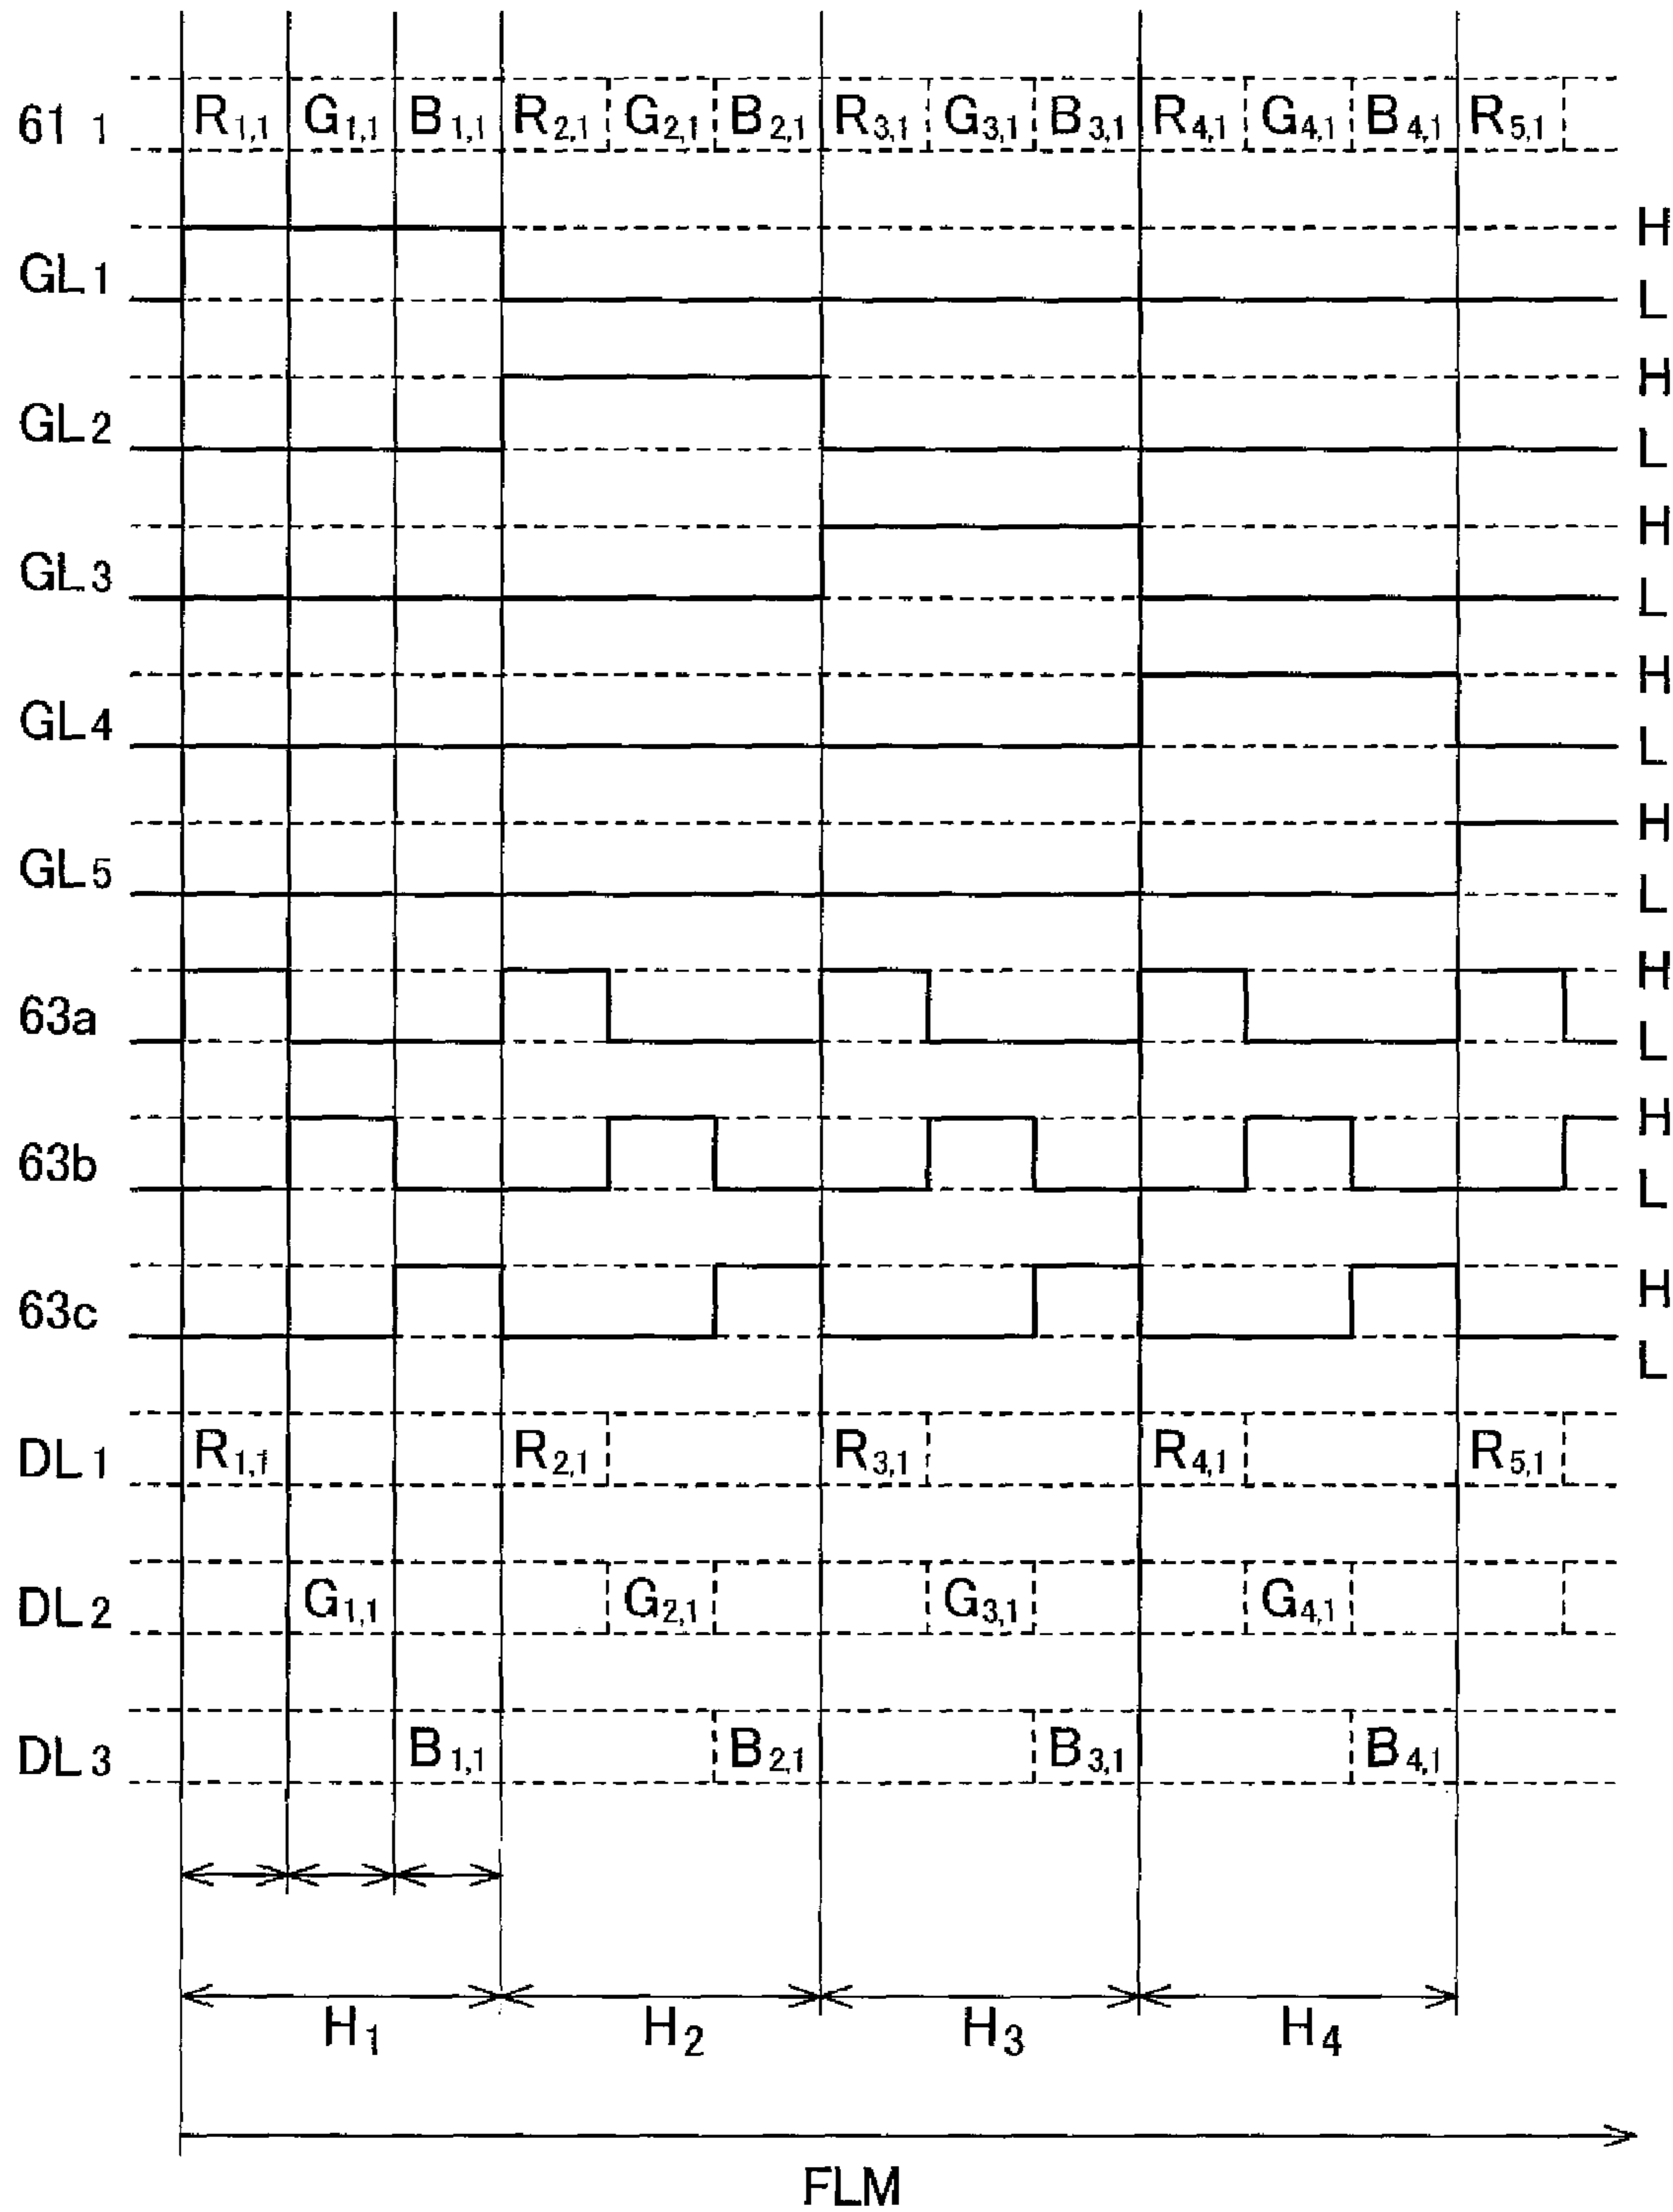 61 1 R1,1 G1,1 B1,1 R2,1 G2,1 B2,1 R3,1 G3,1 B3,1 R4,1 G4,1 B4,1 R5,1
H
GL1
L
H
GL2
L
H
GL3
L
H
GL4
L
H
GL5
L
H
63a
L
H
63b
L
H
63c
L
DL1 R1,1 R2,1 R3,1 R4,1 R5,1
DL2 G1,1 G2,1 G3,1 G4,1
DL3 B1,1 B2,1 B3,1 B4,1
H1 H2 H3 H4
FLM